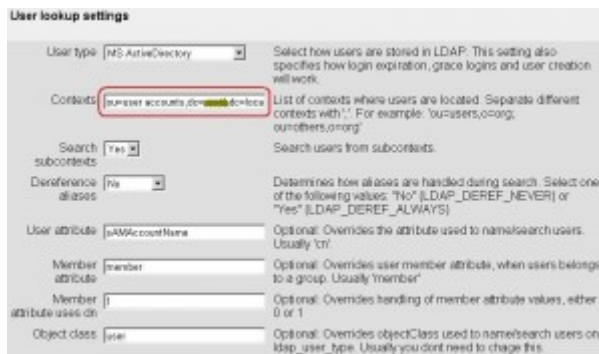 User lookup settings
User type MS ActiveDirectory Select how users are stored in LDAP. This setting also
specifies how login expiration, grace logins and user creation
will work.
Contexts ou=user accounts,dc= dc=loca List of contexts where users are located. Separate different
contexts with ';'. For example: 'ou=users,o=org;
ou=others,o=org'
Search Yes Search users from subcontexts.
subcontexts
Dereference No Determines how aliases are handled during search. Select one
aliases of the following values: "No" (LDAP_DEREF_NEVER) or
"Yes" (LDAP_DEREF_ALWAYS)
User attribute sAMAccountName Optional: Overrides the attribute used to name/search users.
Usually 'cn'.
Member member Optional: Overrides user member attribute, when users belongs
attribute to a group. Usually 'member'
Member 1 Optional: Overrides handling of member attribute values, either
attribute uses dn 0 or 1
Object class user Optional: Overrides objectClass used to name/search users on
ldap_user_type. Usually you dont need to chage this.